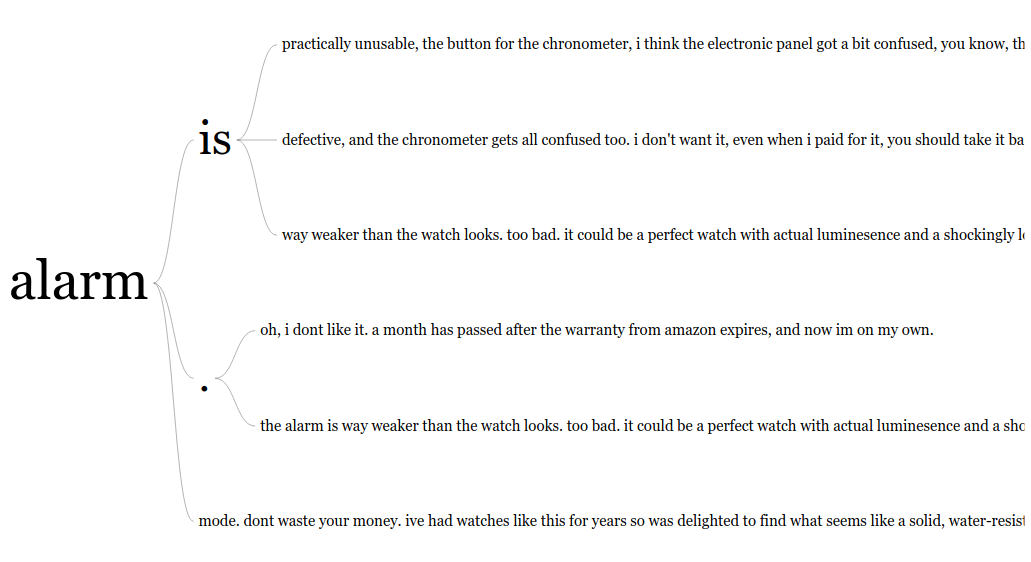 practically unusable, the button for the chronometer, i think the electronic panel got a bit confused, you know, th
is
defective, and the chronometer gets all confused too. i don't want it, even when i paid for it, you should take it ba
way weaker than the watch looks. too bad. it could be a perfect watch with actual luminesence and a shockingly l
alarm
oh, i dont like it. a month has passed after the warranty from amazon expires, and now im on my own.
.
the alarm is way weaker than the watch looks. too bad. it could be a perfect watch with actual luminesence and a sho
mode. dont waste your money. ive had watches like this for years so was delighted to find what seems like a solid, water-resist